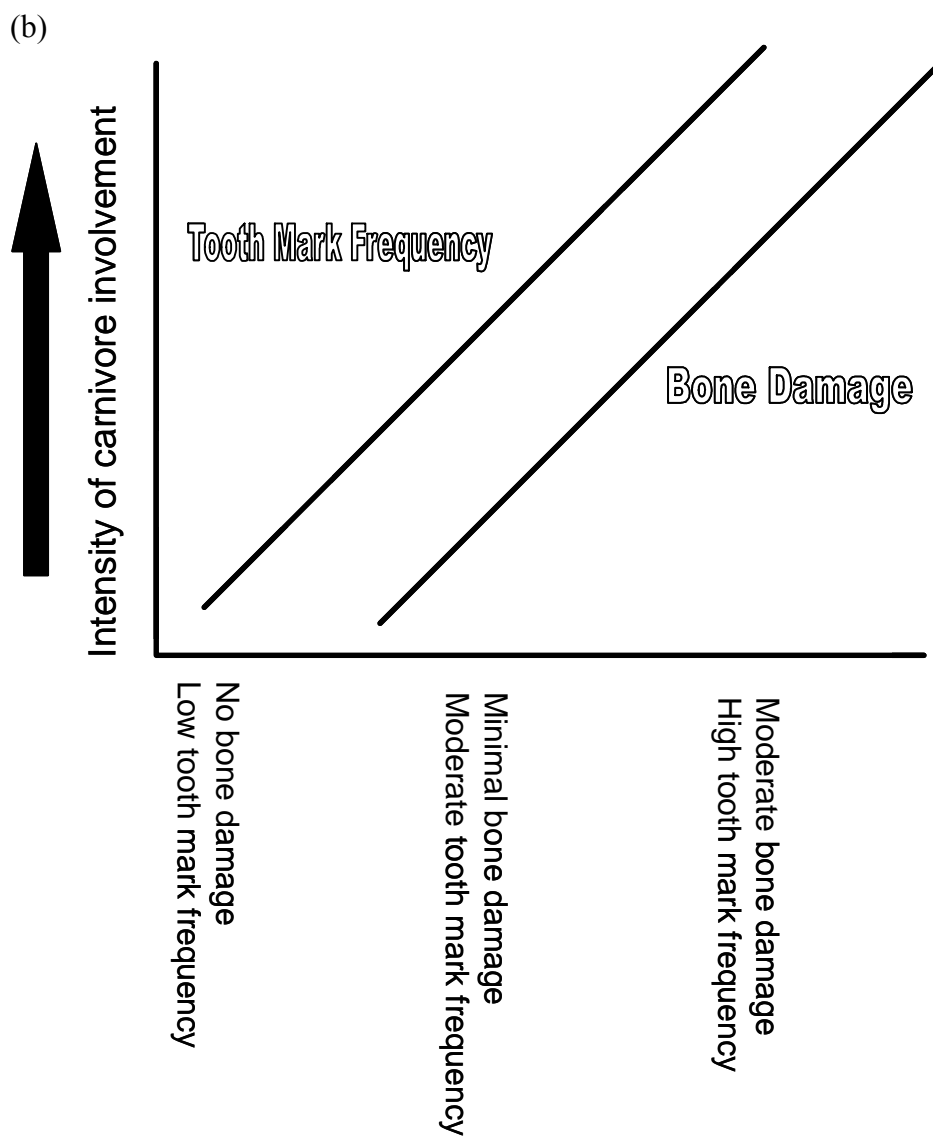 (b)
Intensity of carnivore involvement
Tooth Mark Frequency
Bone Damage
No bone damage
Low tooth mark frequency
Minimal bone damage
Moderate tooth mark frequency
Moderate bone damage
High tooth mark frequency